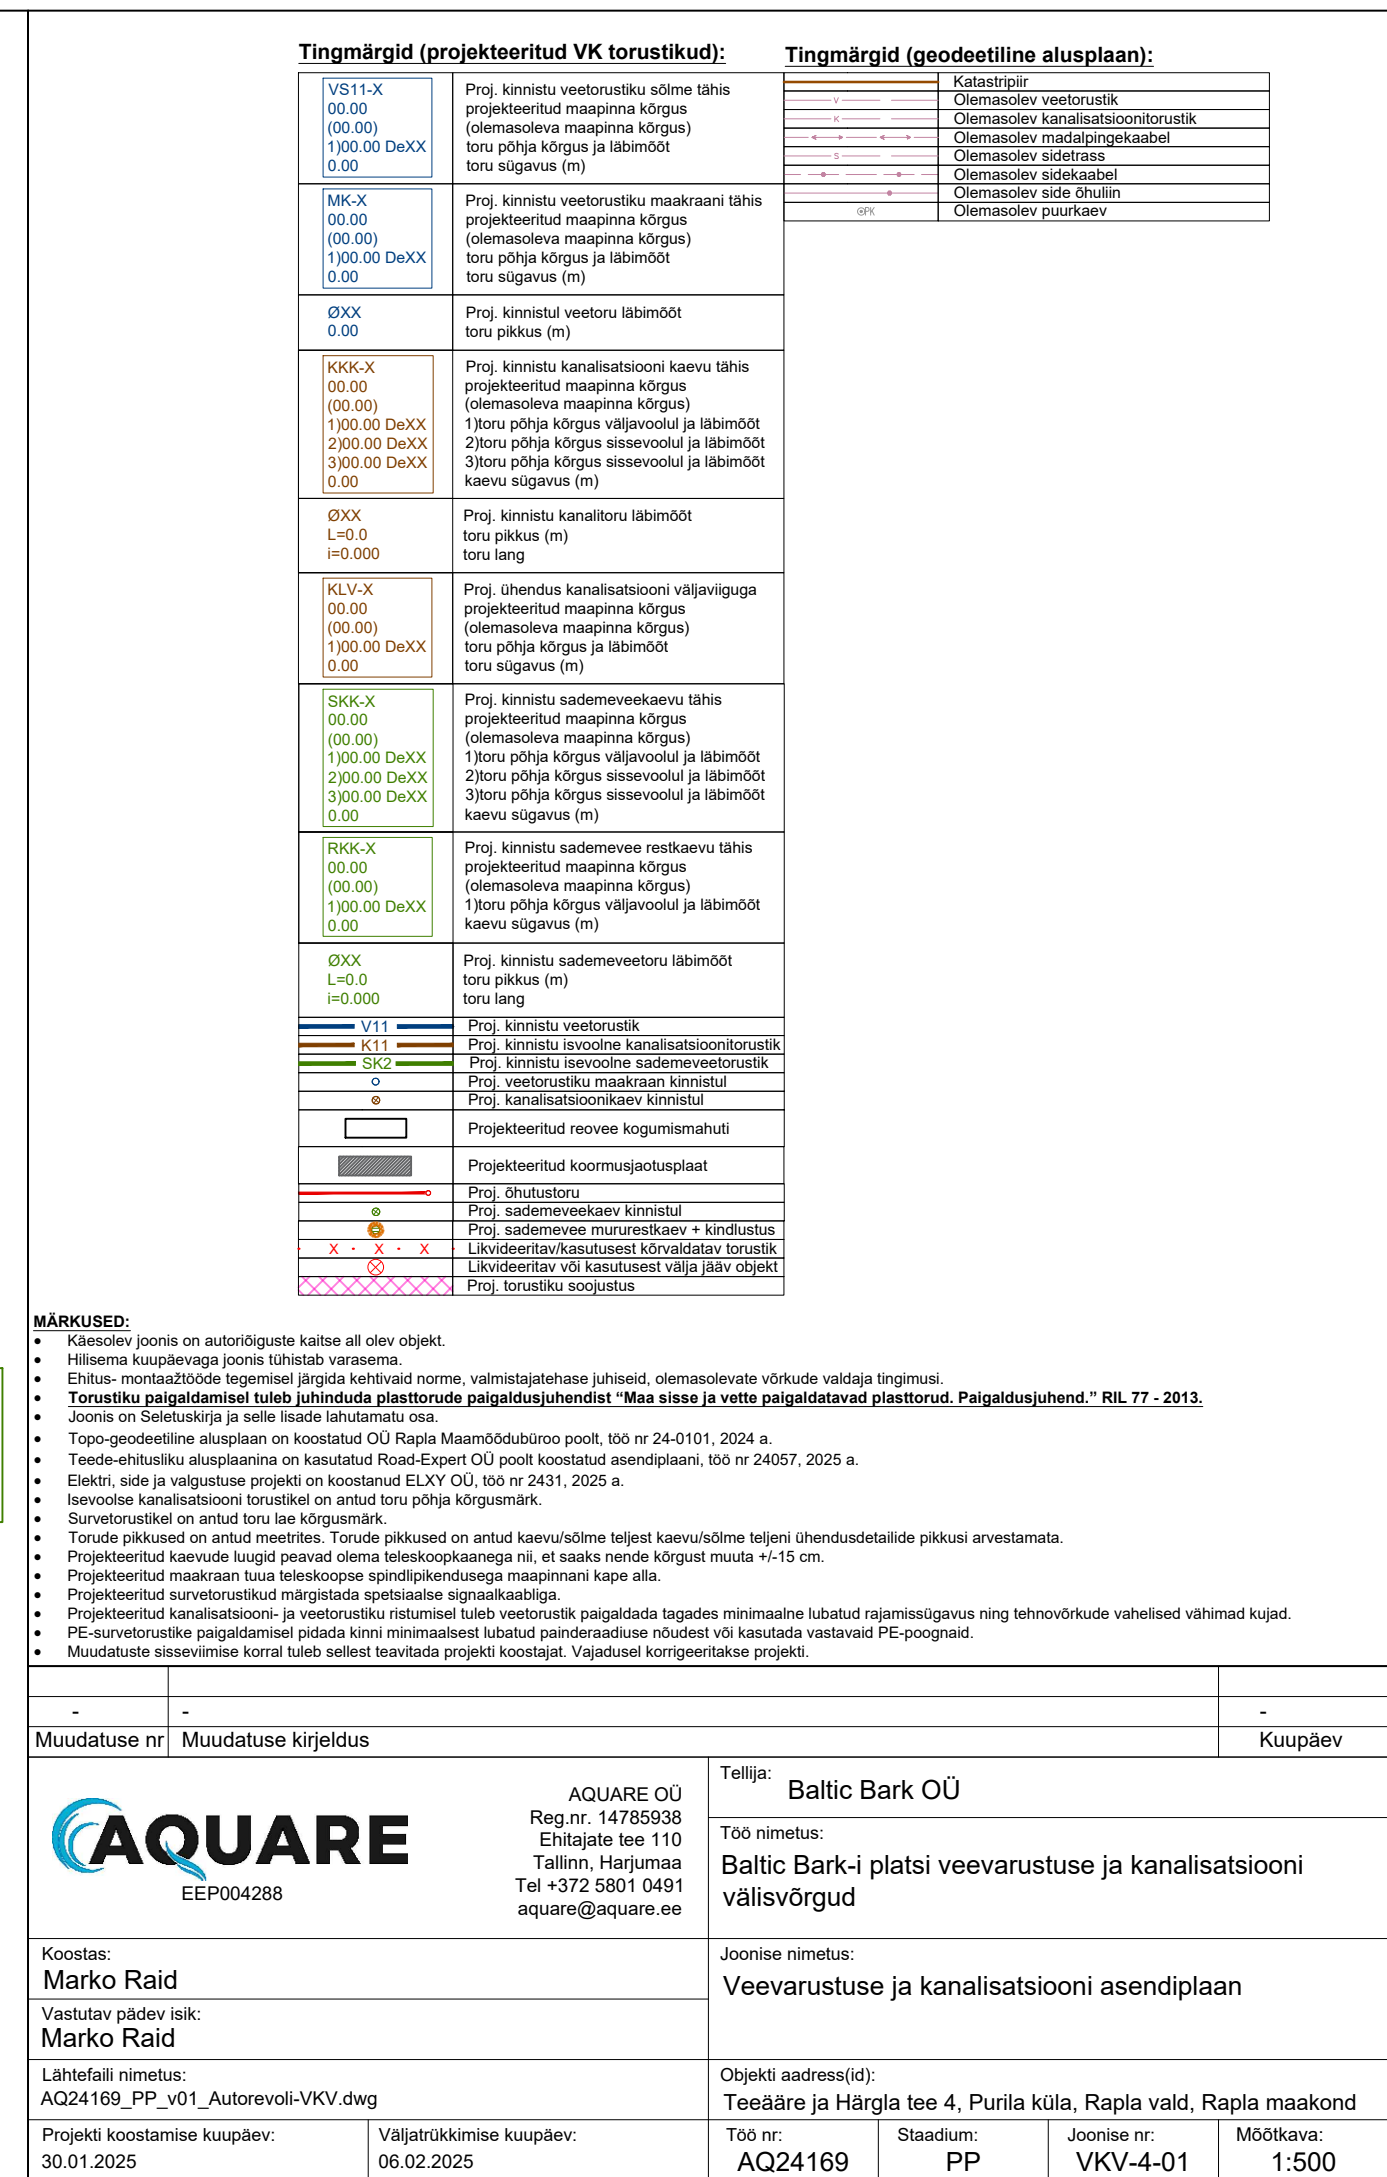 Tingmärgid (projekteeritud VK torustikud):
VS11-X Proj. kinnistu veetorustiku sõlme tähis
00.00 projekteeritud maapinna kõrgus
(00.00) (olemasoleva maapinna kõrgus)
1)00.00 DeXX toru põhja kõrgus ja läbimõõt
0.00 toru sügavus (m)
MK-X Proj. kinnistu veetorustiku maakraani tähis
00.00 projekteeritud maapinna kõrgus
(00.00) (olemasoleva maapinna kõrgus)
1)00.00 DeXX toru põhja kõrgus ja läbimõõt
0.00 toru sügavus (m)
ØXX Proj. kinnistul veetoru läbimõõt
0.00 toru pikkus (m)
KKK-X Proj. kinnistu kanalisatsiooni kaevu tähis
00.00 projekteeritud maapinna kõrgus
(00.00) (olemasoleva maapinna kõrgus)
1)00.00 DeXX 1)toru põhja kõrgus väljavoolul ja läbimõõt
2)00.00 DeXX 2)toru põhja kõrgus sissevoolul ja läbimõõt
3)00.00 DeXX 3)toru põhja kõrgus sissevoolul ja läbimõõt
0.00 kaevu sügavus (m)
ØXX Proj. kinnistu kanalitoru läbimõõt
L=0.0 toru pikkus (m)
i=0.000 toru lang
KLV-X Proj. ühendus kanalisatsiooni väljaviiguga
00.00 projekteeritud maapinna kõrgus
(00.00) (olemasoleva maapinna kõrgus)
1)00.00 DeXX toru põhja kõrgus ja läbimõõt
0.00 toru sügavus (m)
SKK-X Proj. kinnistu sademeveekaevu tähis
00.00 projekteeritud maapinna kõrgus
(00.00) (olemasoleva maapinna kõrgus)
1)00.00 DeXX 1)toru põhja kõrgus väljavoolul ja läbimõõt
2)00.00 DeXX 2)toru põhja kõrgus sissevoolul ja läbimõõt
3)00.00 DeXX 3)toru põhja kõrgus sissevoolul ja läbimõõt
0.00 kaevu sügavus (m)
RKK-X Proj. kinnistu sademevee restkaevu tähis
00.00 projekteeritud maapinna kõrgus
(00.00) (olemasoleva maapinna kõrgus)
1)00.00 DeXX 1)toru põhja kõrgus väljavoolul ja läbimõõt
0.00 kaevu sügavus (m)
ØXX Proj. kinnistu sademeveetoru läbimõõt
L=0.0 toru pikkus (m)
i=0.000 toru lang
V11 Proj. kinnistu veetorustik
K11 Proj. kinnistu isvoolne kanalisatsioonitorustik
SK2 Proj. kinnistu isevoolne sademeveetorustik
Proj. veetorustiku maakraan kinnistul
Proj. kanalisatsioonikaev kinnistul
Projekteeritud reovee kogumismahuti
Projekteeritud koormusjaotusplaat
Proj. õhutustoru
Proj. sademeveekaev kinnistul
Proj. sademevee mururestkaev + kindlustus
X X X Likvideeritav/kasutusest kõrvaldatav torustik
Likvideeritav või kasutusest välja jääv objekt
Proj. torustiku soojustus
Tingmärgid (geodeetiline alusplaan):
Katastripiir
V Olemasolev veetorustik
K Olemasolev kanalisatsioonitorustik
Olemasolev madalpingekaabel
S Olemasolev sidetrass
Olemasolev sidekaabel
Olemasolev side õhuliin
PK Olemasolev puurkaev
MÄRKUSED:
• Käesolev joonis on autoriõiguste kaitse all olev objekt.
• Hilisema kuupäevaga joonis tühistab varasema.
• Ehitus- montaažtööde tegemisel järgida kehtivaid norme, valmistajatehase juhiseid, olemasolevate võrkude valdaja tingimusi.
• Torustiku paigaldamisel tuleb juhinduda plasttorude paigaldusjuhendist “Maa sisse ja vette paigaldatavad plasttorud. Paigaldusjuhend.” RIL 77 - 2013.
• Joonis on Seletuskirja ja selle lisade lahutamatu osa.
• Topo-geodeetiline alusplaan on koostatud OÜ Rapla Maamõõdubüroo poolt, töö nr 24-0101, 2024 a.
• Teede-ehitusliku alusplaanina on kasutatud Road-Expert OÜ poolt koostatud asendiplaani, töö nr 24057, 2025 a.
• Elektri, side ja valgustuse projekti on koostanud ELXY OÜ, töö nr 2431, 2025 a.
• Isevoolse kanalisatsiooni torustikel on antud toru põhja kõrgusmärk.
• Survetorustikel on antud toru lae kõrgusmärk.
• Torude pikkused on antud meetrites. Torude pikkused on antud kaevu/sõlme teljest kaevu/sõlme teljeni ühendusdetailide pikkusi arvestamata.
• Projekteeritud kaevude luugid peavad olema teleskoopkaanega nii, et saaks nende kõrgust muuta +/-15 cm.
• Projekteeritud maakraan tuua teleskoopse spindlipikendusega maapinnani kape alla.
• Projekteeritud survetorustikud märgistada spetsiaalse signaalkaabliga.
• Projekteeritud kanalisatsiooni- ja veetorustiku ristumisel tuleb veetorustik paigaldada tagades minimaalne lubatud rajamissügavus ning tehnovõrkude vahelised vähimad kujad.
• PE-survetorustike paigaldamisel pidada kinni minimaalsest lubatud painderaadiuse nõudest või kasutada vastavaid PE-poognaid.
• Muudatuste sisseviimise korral tuleb sellest teavitada projekti koostajat. Vajadusel korrigeeritakse projekti.
- - -
Muudatuse nr Muudatuse kirjeldus Kuupäev
AQUARE
EEP004288
AQUARE OÜ
Reg.nr. 14785938
Ehitajate tee 110
Tallinn, Harjumaa
Tel +372 5801 0491
aquare@aquare.ee
Tellija: Baltic Bark OÜ
Töö nimetus:
Baltic Bark-i platsi veevarustuse ja kanalisatsiooni
välisvõrgud
Koostas:
Marko Raid
Vastutav pädev isik:
Marko Raid
Joonise nimetus:
Veevarustuse ja kanalisatsiooni asendiplaan
Lähtefaili nimetus:
AQ24169_PP_v01_Autorevoli-VKV.dwg
Objekti aadress(id):
Teeääre ja Härgla tee 4, Purila küla, Rapla vald, Rapla maakond
Projekti koostamise kuupäev: Väljatrükkimise kuupäev: Töö nr: Staadium: Joonise nr: Mõõtkava:
30.01.2025 06.02.2025 AQ24169 PP VKV-4-01 1:500